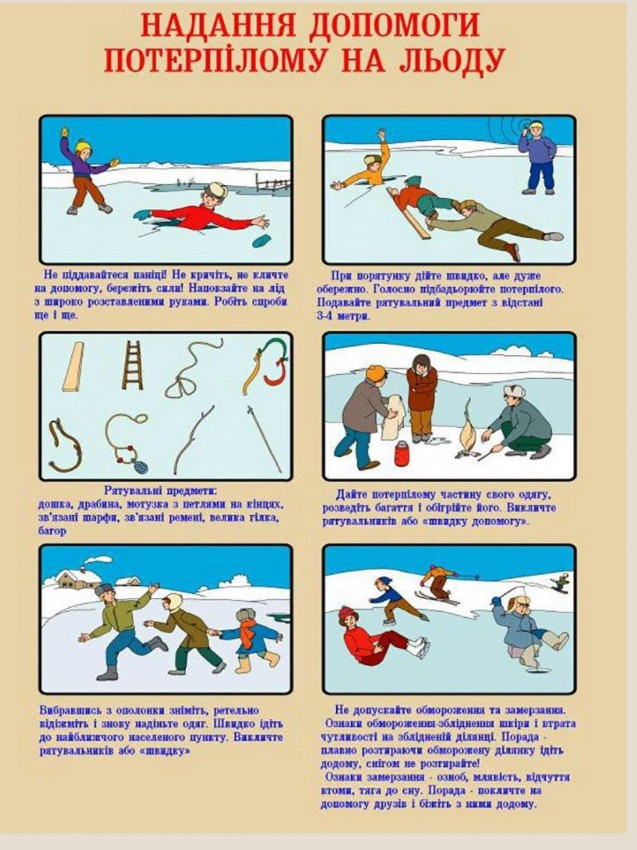 НАДАННЯ ДОПОМОГИ
ПОТЕРПІЛОМУ НА ЛЬОДУ
Не піддавайтеся паніці! Не кричіть, не кличте
на допомогу, бережіть сили! Наповзайте на лід
з широко розставленими руками. Робіть спроби
ще і ще.
При порятунку дійте швидко, але дуже
обережно. Голосно підбадьорюйте потерпілого.
Подавайте рятувальний предмет з відстані
3-4 метри.
Рятувальні предмети:
дошка, драбина, мотузка з петлями на кінцях,
зв'язані шарфи, зв'язані ремені, велика гілка,
багор
Дайте потерпілому частину свого одягу,
розведіть багаття і обігрійте його. Викличте
рятувальників або «швидку допомогу».
Вибравшись з ополонки зніміть, ретельно
відіжміть і знову надіньте одяг. Швидко ідіть
до найближчого населеного пункту. Викличте
рятувальників або «швидку»
Не допускайте обмороження та замерзання.
Ознаки обмороження-збліднення шкіри і втрата
чутливості на збліднений ділянці. Порада -
плавно розтираючи обморожену ділянку ідіть
додому, снігом не розтирайте!
Ознаки замерзання - озноб, млявість, відчуття
втоми, тяга до сну. Порада - покличте на
допомогу друзів і біжіть з ними додому.